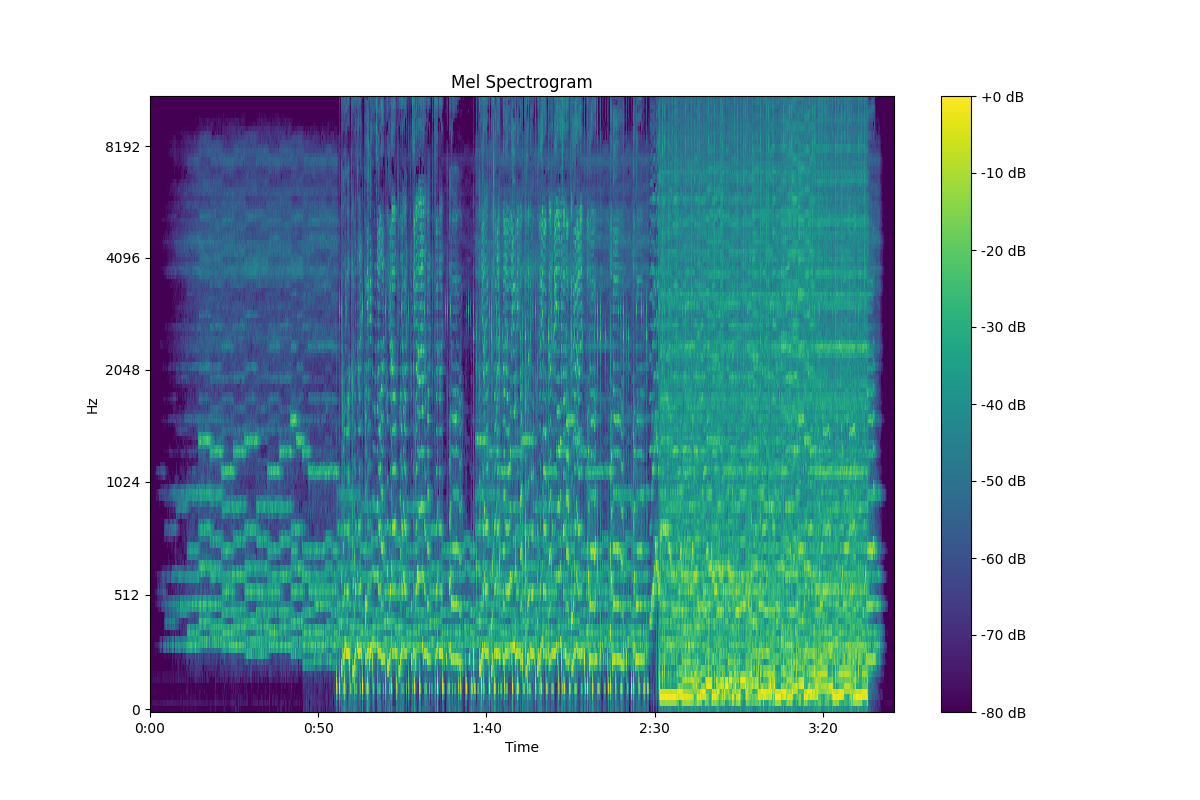 Mel Spectrogram
+0 dB
8192
-10 dB
-20 dB
4096
-30 dB
2048
-40 dB
Hz
1024
-50 dB
-60 dB
512
-70 dB
0
-80 dB
0:00
0:50
1:40
2:30
3:20
Time